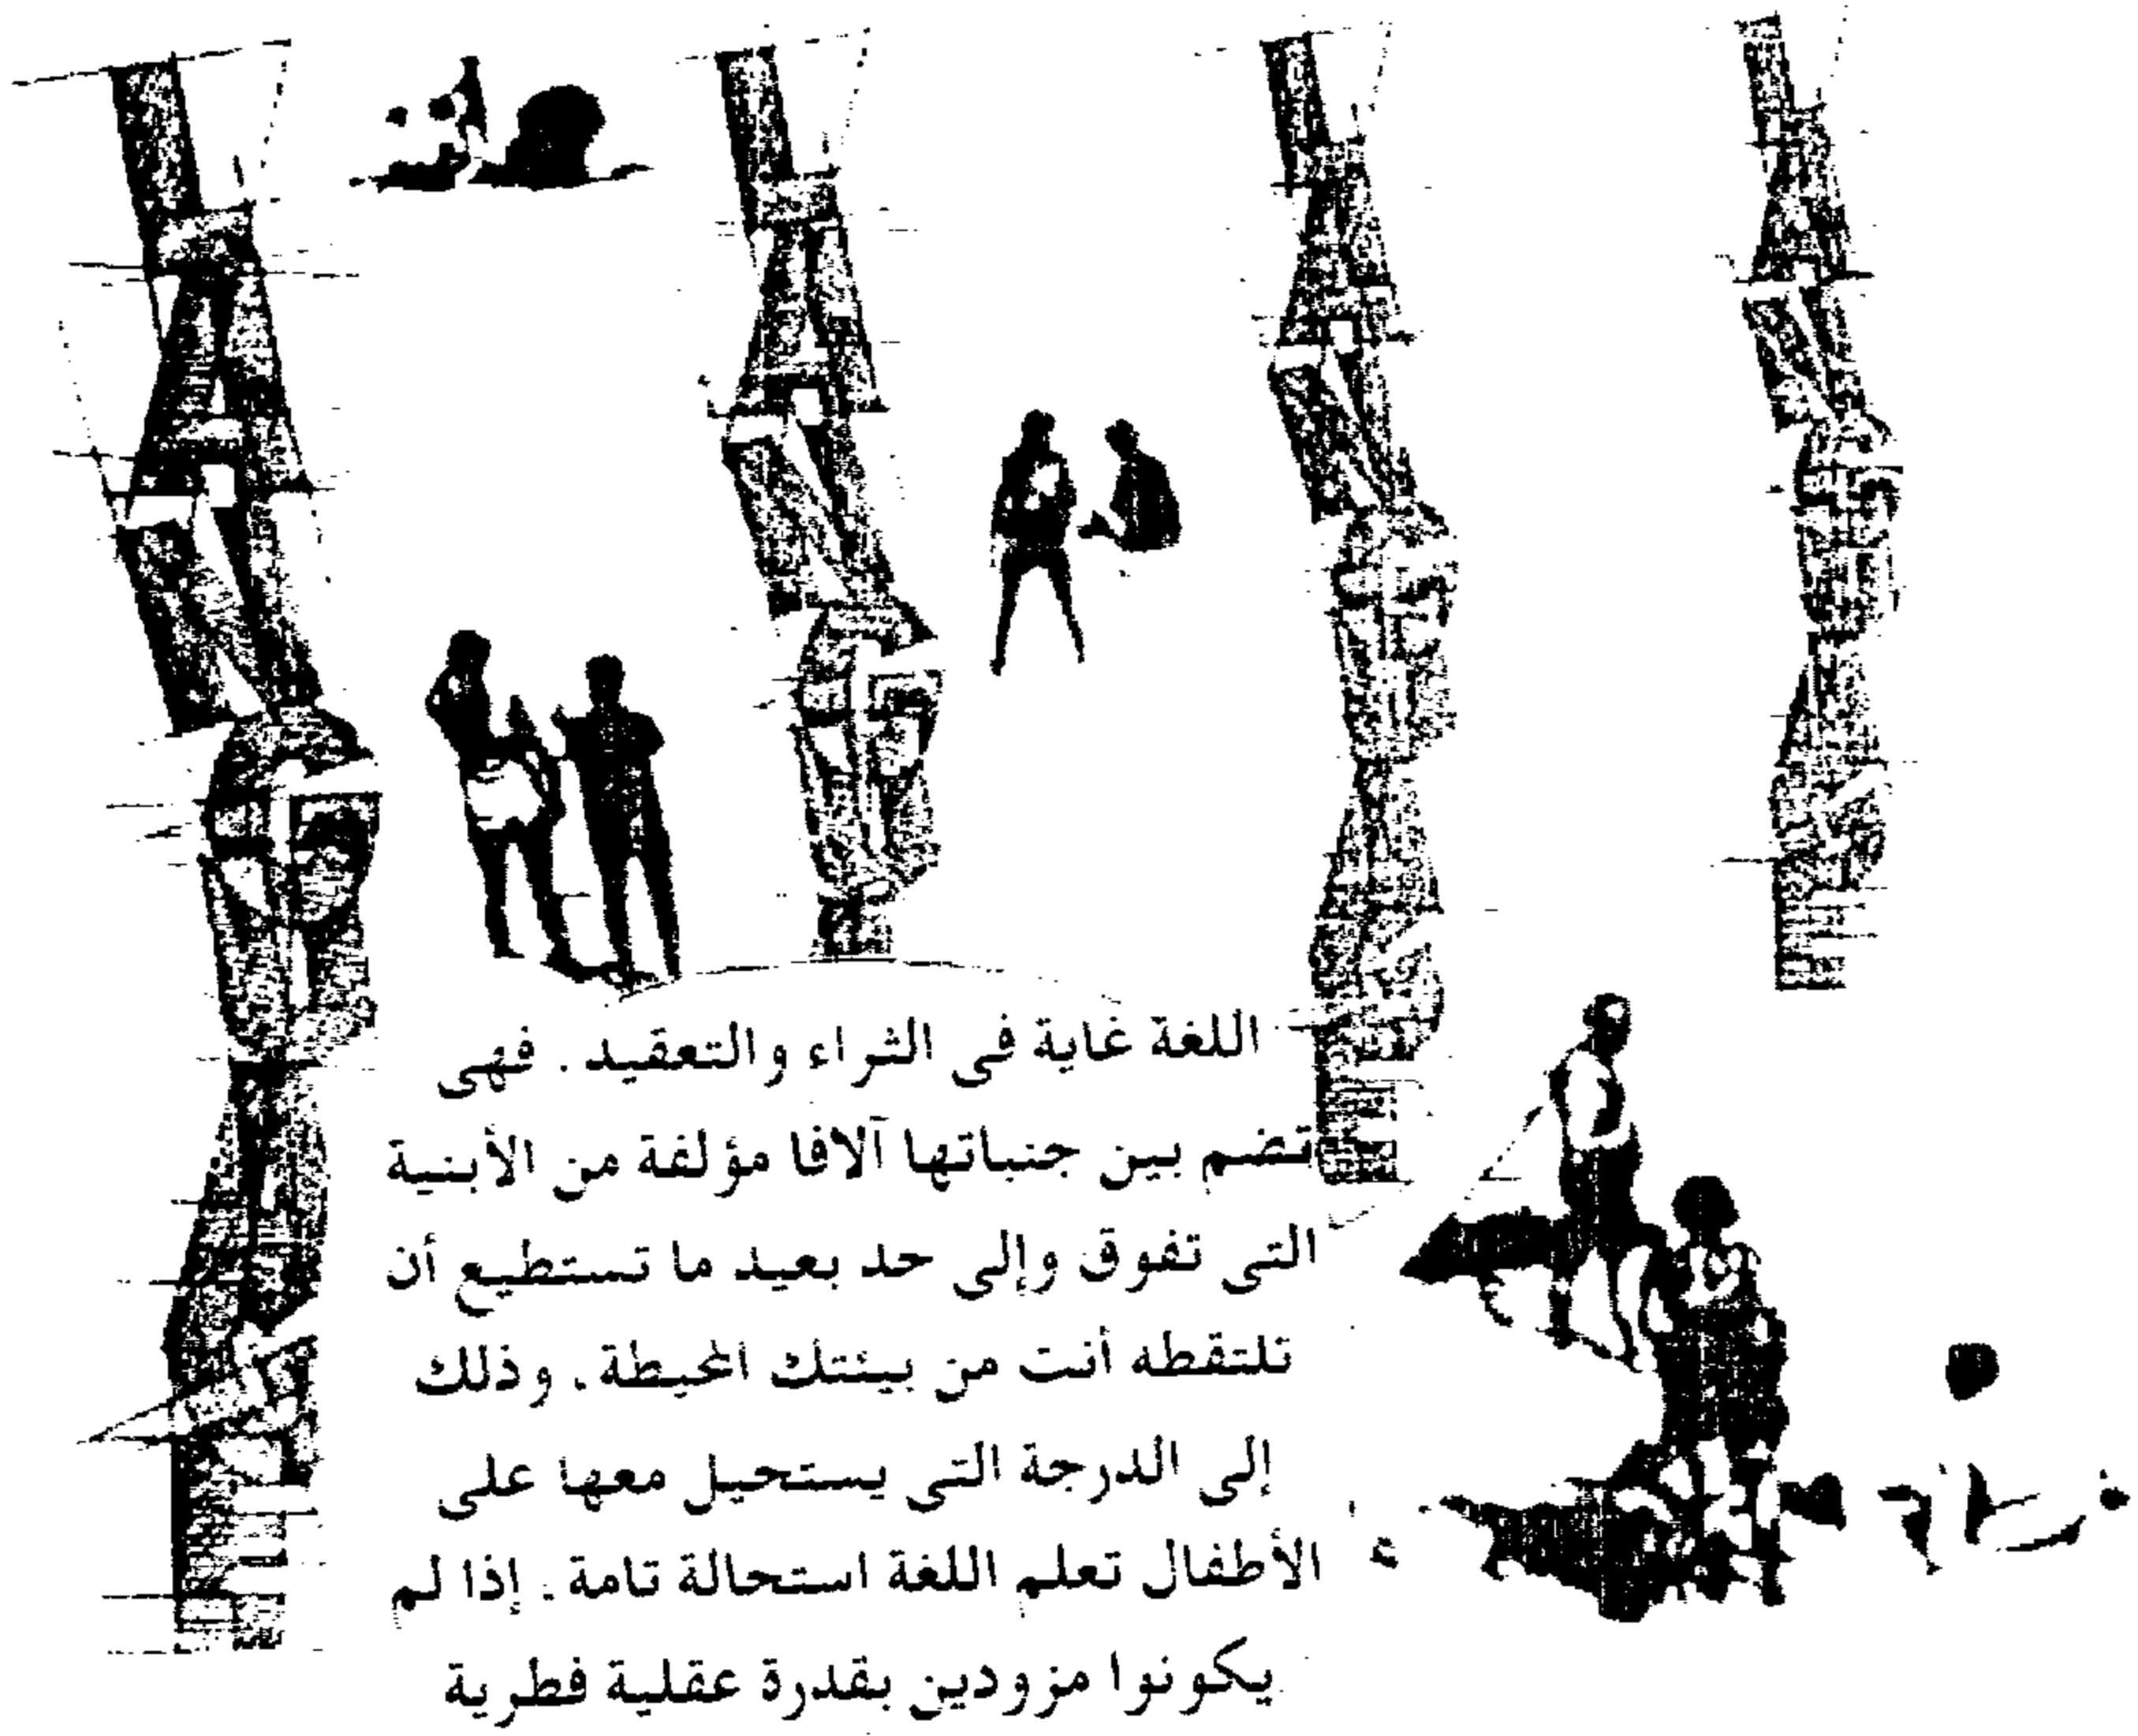 اللغة غاية فى الثراء والتعقيد . فهى
تضم بين جنباتها آلافا مؤلفة من الأبنية
التى تفوق وإلى حد بعيد ما تستطيع أن
تلتقطه أنت من بيئتك المحيطة ، وذلك
إلى الدرجة التى يستحيل معها على
الأطفال تعلم اللغة استحالة تامة . إذا لم
يكونوا مزودين بقدرة عقلية فطرية